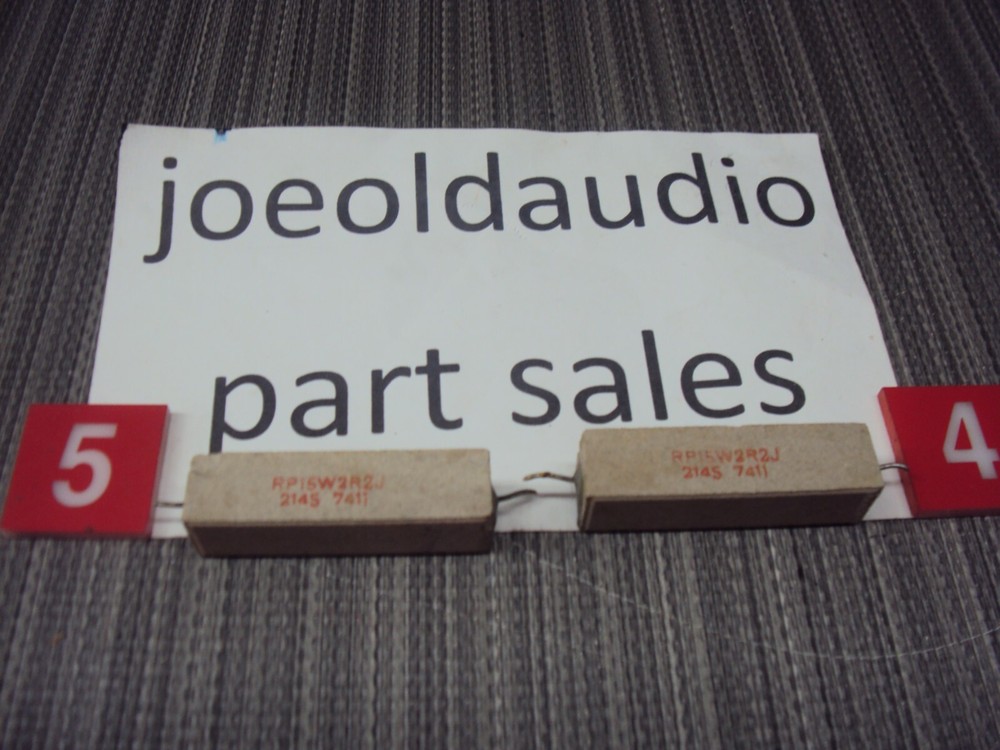 joeoldaudio
part sales
5
RP15W2R2J
214S 7411
RP15W2R2J
214S 7411
4